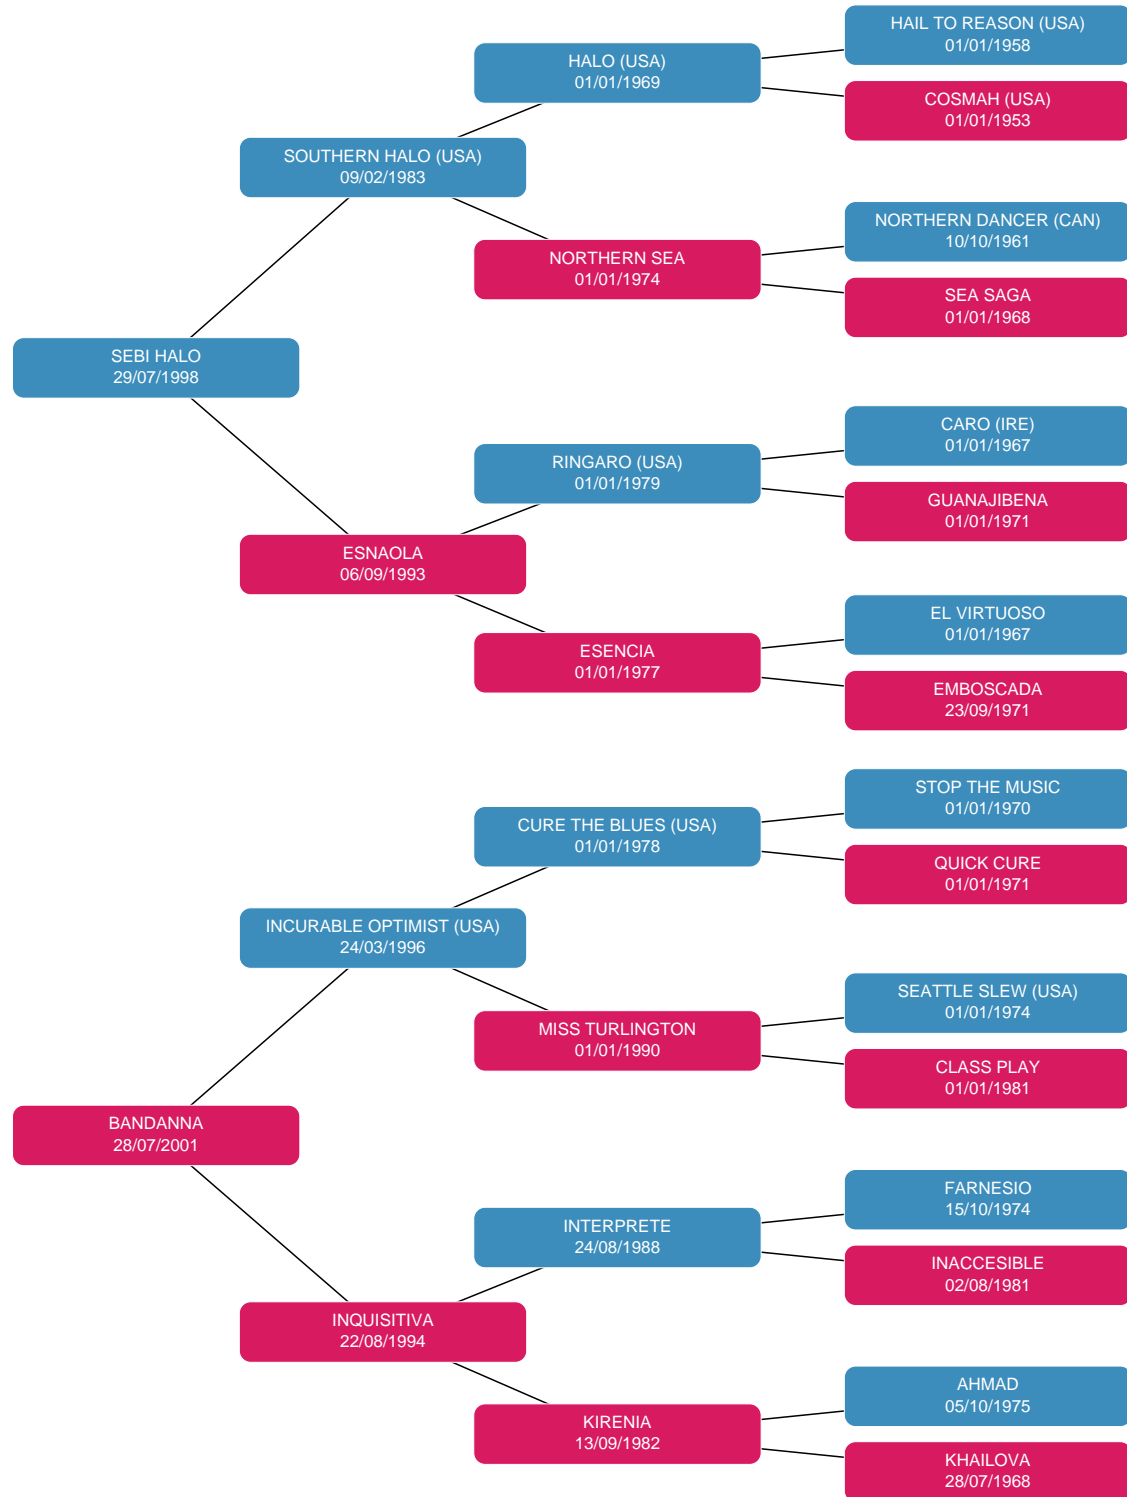 HAIL TO REASON (USA)
01/01/1958
HALO (USA)
01/01/1969
COSMAH (USA)
01/01/1953
SOUTHERN HALO (USA)
09/02/1983
NORTHERN DANCER (CAN)
10/10/1961
NORTHERN SEA
01/01/1974
SEA SAGA
01/01/1968
SEBI HALO
29/07/1998
CARO (IRE)
01/01/1967
RINGARO (USA)
01/01/1979
GUANAJIBENA
01/01/1971
ESNAOLA
06/09/1993
EL VIRTUOSO
01/01/1967
ESENCIA
01/01/1977
EMBOSCADA
23/09/1971
STOP THE MUSIC
01/01/1970
CURE THE BLUES (USA)
01/01/1978
QUICK CURE
01/01/1971
INCURABLE OPTIMIST (USA)
24/03/1996
SEATTLE SLEW (USA)
01/01/1974
MISS TURLINGTON
01/01/1990
CLASS PLAY
01/01/1981
BANDANNA
28/07/2001
FARNESIO
15/10/1974
INTERPRETE
24/08/1988
INACCESIBLE
02/08/1981
INQUISITIVA
22/08/1994
AHMAD
05/10/1975
KIRENIA
13/09/1982
KHAILOVA
28/07/1968